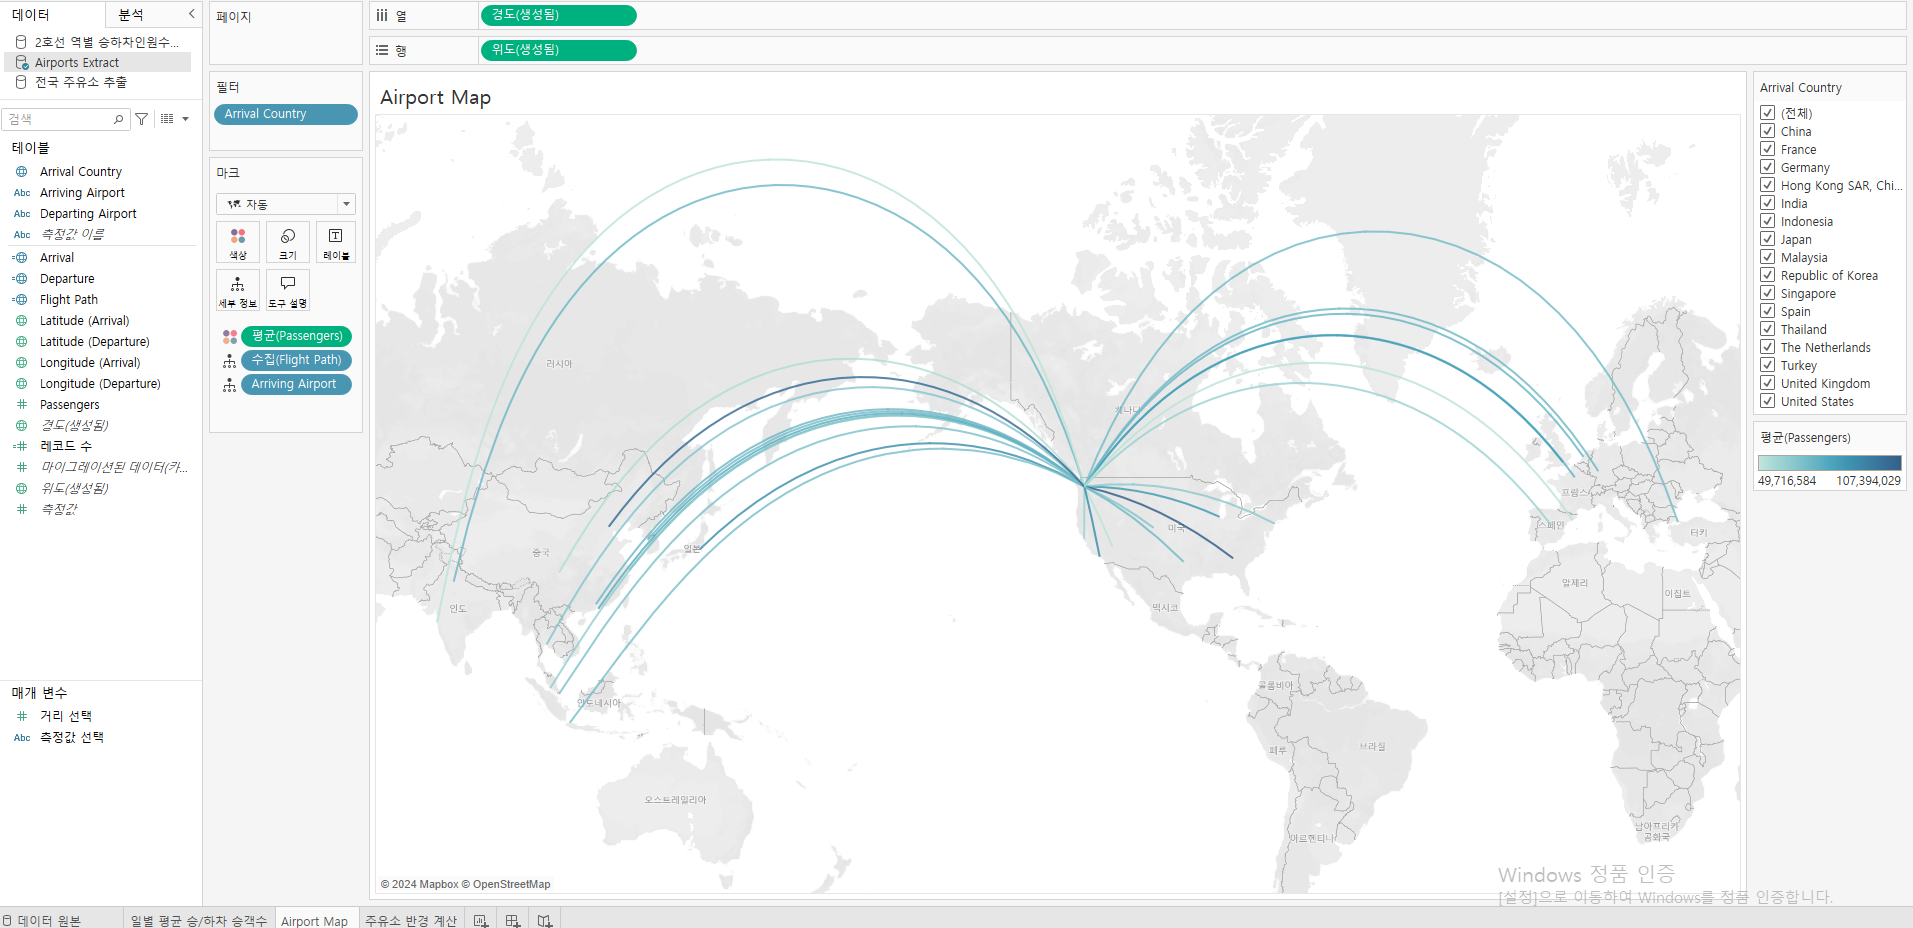 데이터
분석
2호선 역별 승하차인원수...
Airports Extract
전국 주유소 추출
검색
테이블
Arrival Country
Abc Arriving Airport
Abc Departing Airport
Abc 측정값 이름
Arrival
Departure
Flight Path
Latitude (Arrival)
Latitude (Departure)
Longitude (Arrival)
Longitude (Departure)
Passengers
경도(생성됨)
레코드 수
마이그레이션된 데이터(카...
위도(생성됨)
측정값
매개 변수
거리 선택
Abc 측정값 선택
페이지
필터
Arrival Country
마크
자동
색상
크기
레이블
세부 정보
도구 설명
평균(Passengers)
수집(Flight Path)
Arriving Airport
열
경도(생성됨)
행
위도(생성됨)
Airport Map
러시아
중국
일본
인도
인도네시아
오스트레일리아
캐나다
미국
멕시코
콜롬비아
페루
브라질
아르헨티나
프랑스
스페인
터키
알제리
이집트
남아프리카
공화국
© 2024 Mapbox © OpenStreetMap
Arrival Country
(전체)
China
France
Germany
Hong Kong SAR, Chi...
India
Indonesia
Japan
Malaysia
Republic of Korea
Singapore
Spain
Thailand
The Netherlands
Turkey
United Kingdom
United States
평균(Passengers)
49,716,584 107,394,029
Windows 정품 인증
[설정]으로 이동하여 Windows를 정품 인증합니다.
데이터 원본
일별 평균 승/하차 승객수
Airport Map
주유소 반경 계산